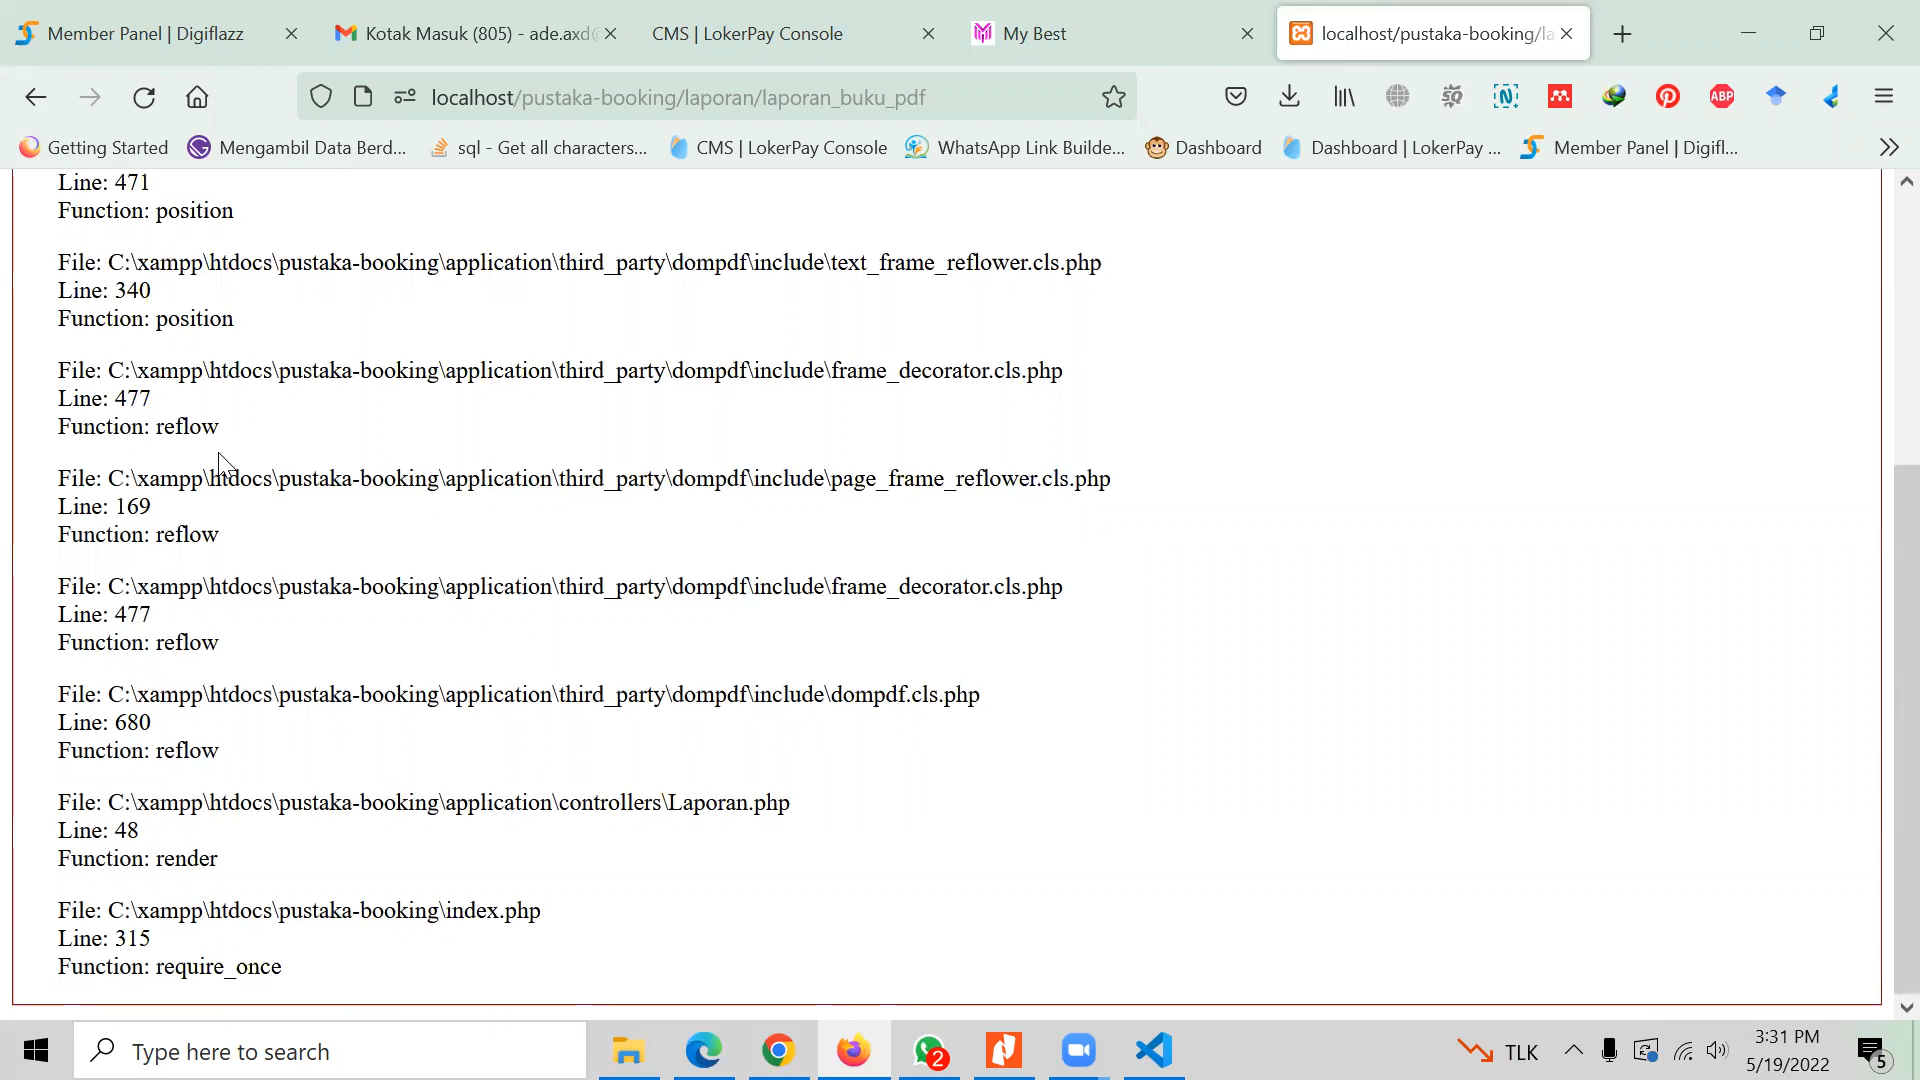 Member Panel | Digiflazz
Kotak Masuk (805) - ade.axd@
CMS | LokerPay Console
My Best
localhost/pustaka-booking/la
localhost/pustaka-booking/laporan/laporan_buku_pdf
ABP
Getting Started
Mengambil Data Berd...
sql - Get all characters...
CMS | LokerPay Console
WhatsApp Link Builde...
Dashboard
Dashboard | LokerPay ...
Member Panel | Digifl...
Line: 471
Function: position
File: C:\xampp\htdocs\pustaka-booking\application\third_party\dompdf\include\text_frame_reflower.cls.php
Line: 340
Function: position
File: C:\xampp\htdocs\pustaka-booking\application\third_party\dompdf\include\frame_decorator.cls.php
Line: 477
Function: reflow
File: C:\xampp\htdocs\pustaka-booking\application\third_party\dompdf\include\page_frame_reflower.cls.php
Line: 169
Function: reflow
File: C:\xampp\htdocs\pustaka-booking\application\third_party\dompdf\include\frame_decorator.cls.php
Line: 477
Function: reflow
File: C:\xampp\htdocs\pustaka-booking\application\third_party\dompdf\include\dompdf.cls.php
Line: 680
Function: reflow
File: C:\xampp\htdocs\pustaka-booking\application\controllers\Laporan.php
Line: 48
Function: render
File: C:\xampp\htdocs\pustaka-booking\index.php
Line: 315
Function: require_once
Type here to search
2
TLK
3:31 PM
5/19/2022
5